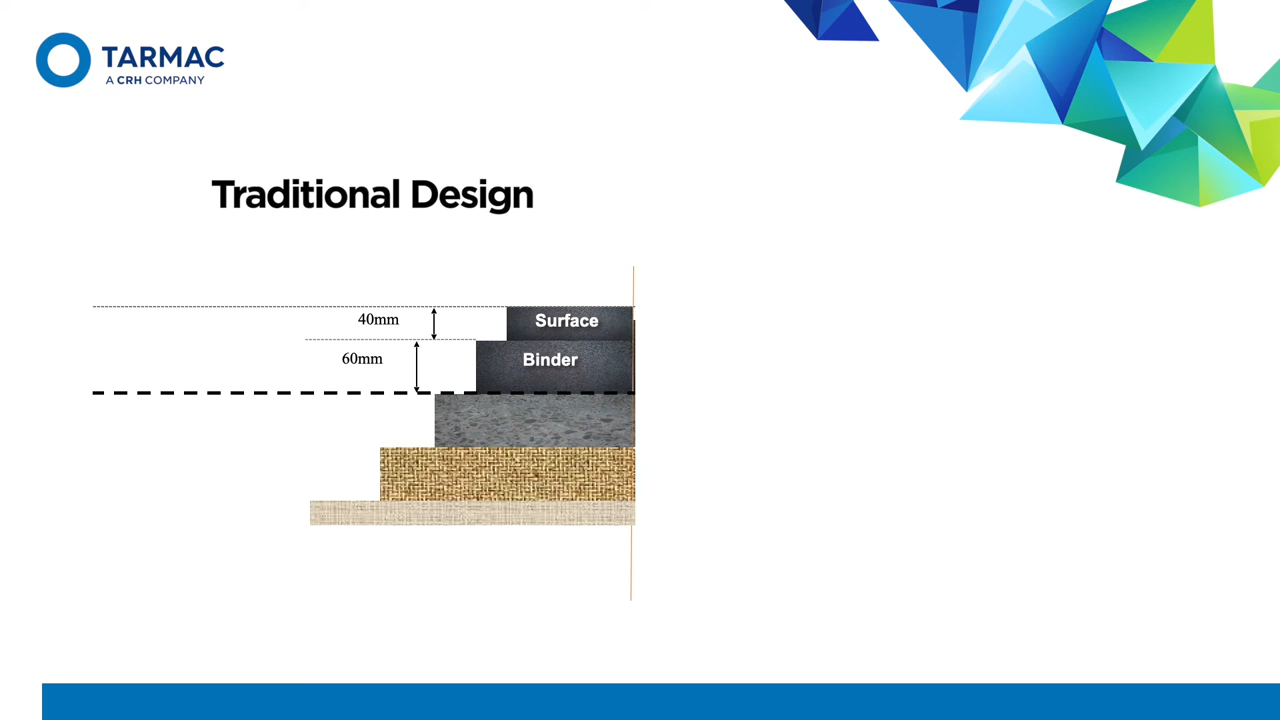 TARMAC
A CRH COMPANY
Traditional Design
40mm
Surface
60mm
Binder